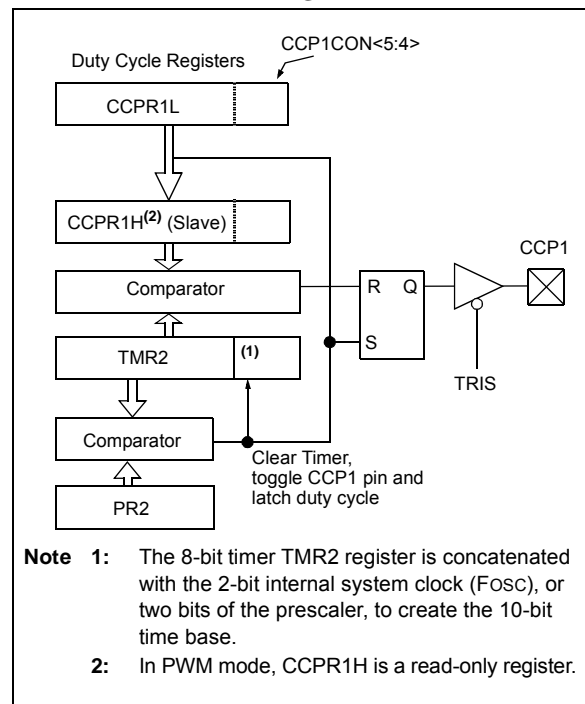 CCP1CON<5:4>
Duty Cycle Registers
CCPR1L
CCPR1H(2) (Slave)
CCP1
Comparator
R Q
TMR2
(1)
S
TRIS
Comparator
Clear Timer,
toggle CCP1 pin and
latch duty cycle
PR2
Note 1: The 8-bit timer TMR2 register is concatenated
with the 2-bit internal system clock (FOSC), or
two bits of the prescaler, to create the 10-bit
time base.
2: In PWM mode, CCPR1H is a read-only register.